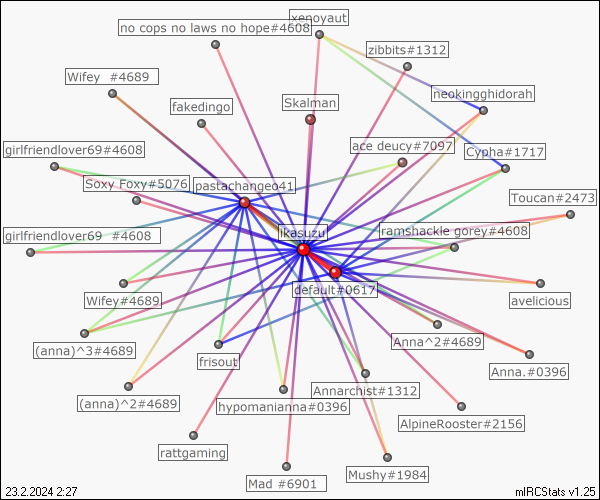 xenoyaut
no cops no laws no hope#4608
zibbits#1312
Wifey  #4689
neokingghidorah
fakedingo
Skalman
girlfriendlover69#4608
ace deucy#7097
Cypha#1717
Soxy Foxy#5076
pastachangeo41
Toucan#2473
girlfriendlover69  #4608
likesuzu
ramshackle gorey#4608
default#0617
Wifey#4689
avelicious
(anna)^3#4689
frisout
Anna^2#4689
Anna.#0396
Annarchist#1312
(anna)^2#4689
hypomanianna#0396
AlpineRooster#2156
rattgaming
Mushy#1984
Mad #6901
23.2.2024 2:27
mIRCStats v1.25